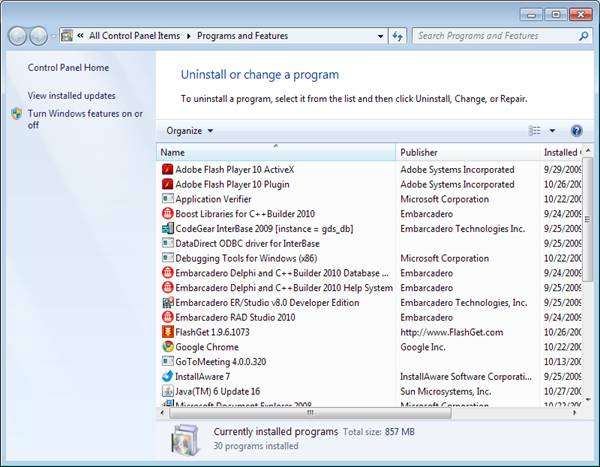 « All Control Panel Items ▸ Programs and Features
Search Programs and Features
Control Panel Home
View installed updates
Turn Windows features on or off
Uninstall or change a program
To uninstall a program, select it from the list and then click Uninstall, Change, or Repair.
Organize
Name Publisher Installed
Adobe Flash Player 10 ActiveX Adobe Systems Incorporated 9/29/2009
Adobe Flash Player 10 Plugin Adobe Systems Incorporated 10/26/200
Application Verifier Microsoft Corporation 10/22/200
Boost Libraries for C++Builder 2010 Embarcadero 9/24/2009
CodeGear InterBase 2009 [instance = gds_db] Embarcadero Technologies Inc. 9/25/2009
DataDirect ODBC driver for InterBase 9/25/2009
Debugging Tools for Windows (x86) Microsoft Corporation 10/22/200
Embarcadero Delphi and C++Builder 2010 Database ... Embarcadero 9/24/2009
Embarcadero Delphi and C++Builder 2010 Help System Embarcadero 9/25/2009
Embarcadero ER/Studio v8.0 Developer Edition Embarcadero Technologies, Inc. 9/25/2009
Embarcadero RAD Studio 2010 Embarcadero 9/24/2009
FlashGet 1.9.6.1073 http://www.FlashGet.com 10/26/200
Google Chrome Google Inc. 10/22/200
GoToMeeting 4.0.0.320 10/13/200
InstallAware 7 InstallAware Software Corporati... 9/25/2009
Java(TM) 6 Update 16 Sun Microsystems, Inc. 10/22/200
Microsoft Document Explorer 2008 Microsoft Corporation 10/22/200
Currently installed programs Total size: 857 MB
30 programs installed